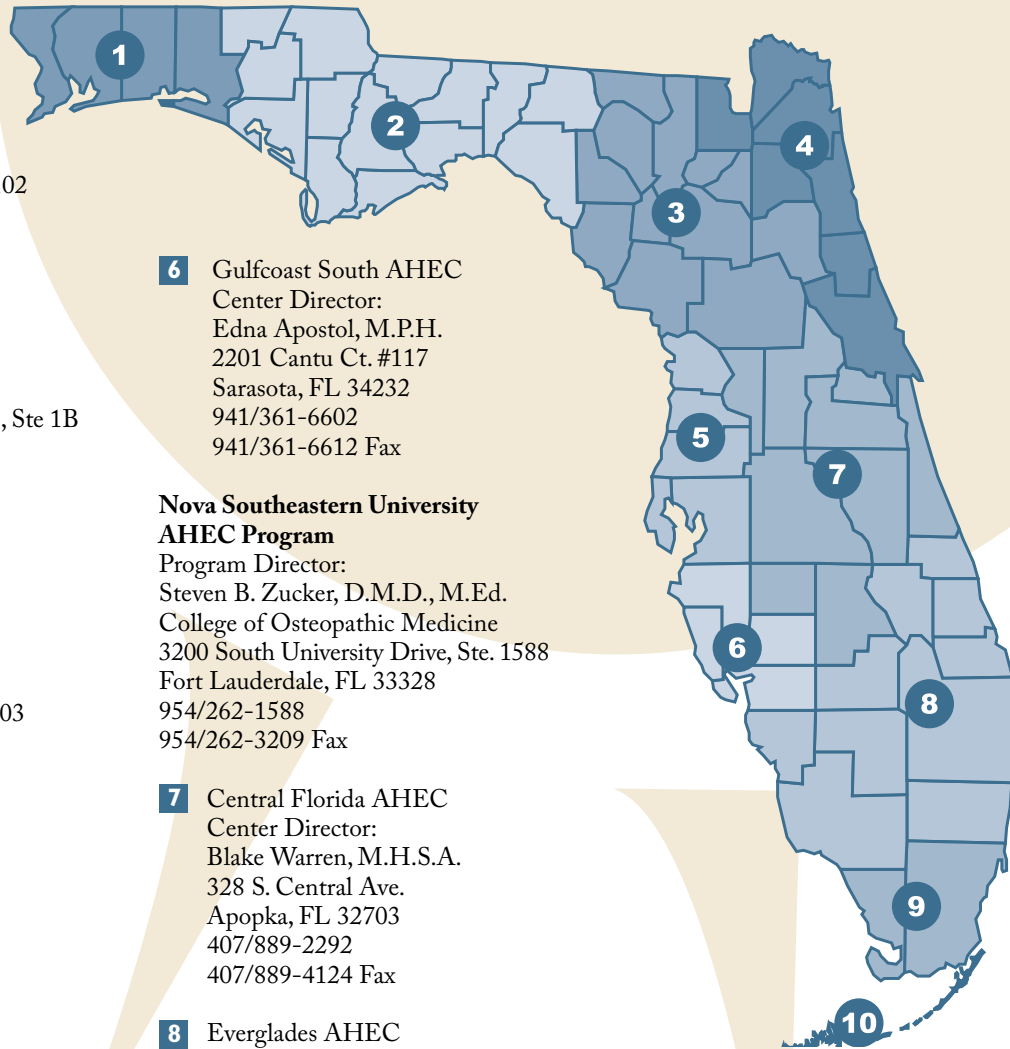 02
, Ste 1B
03
6 Gulfcoast South AHEC
Center Director:
Edna Apostol, M.P.H.
2201 Cantu Ct. #117
Sarasota, FL 34232
941/361-6602
941/361-6612 Fax
Nova Southeastern University
AHEC Program
Program Director:
Steven B. Zucker, D.M.D., M.Ed.
College of Osteopathic Medicine
3200 South University Drive, Ste. 1588
Fort Lauderdale, FL 33328
954/262-1588
954/262-3209 Fax
7 Central Florida AHEC
Center Director:
Blake Warren, M.H.S.A.
328 S. Central Ave.
Apopka, FL 32703
407/889-2292
407/889-4124 Fax
8 Everglades AHEC
1
2
3
4
5
6
7
8
9
10